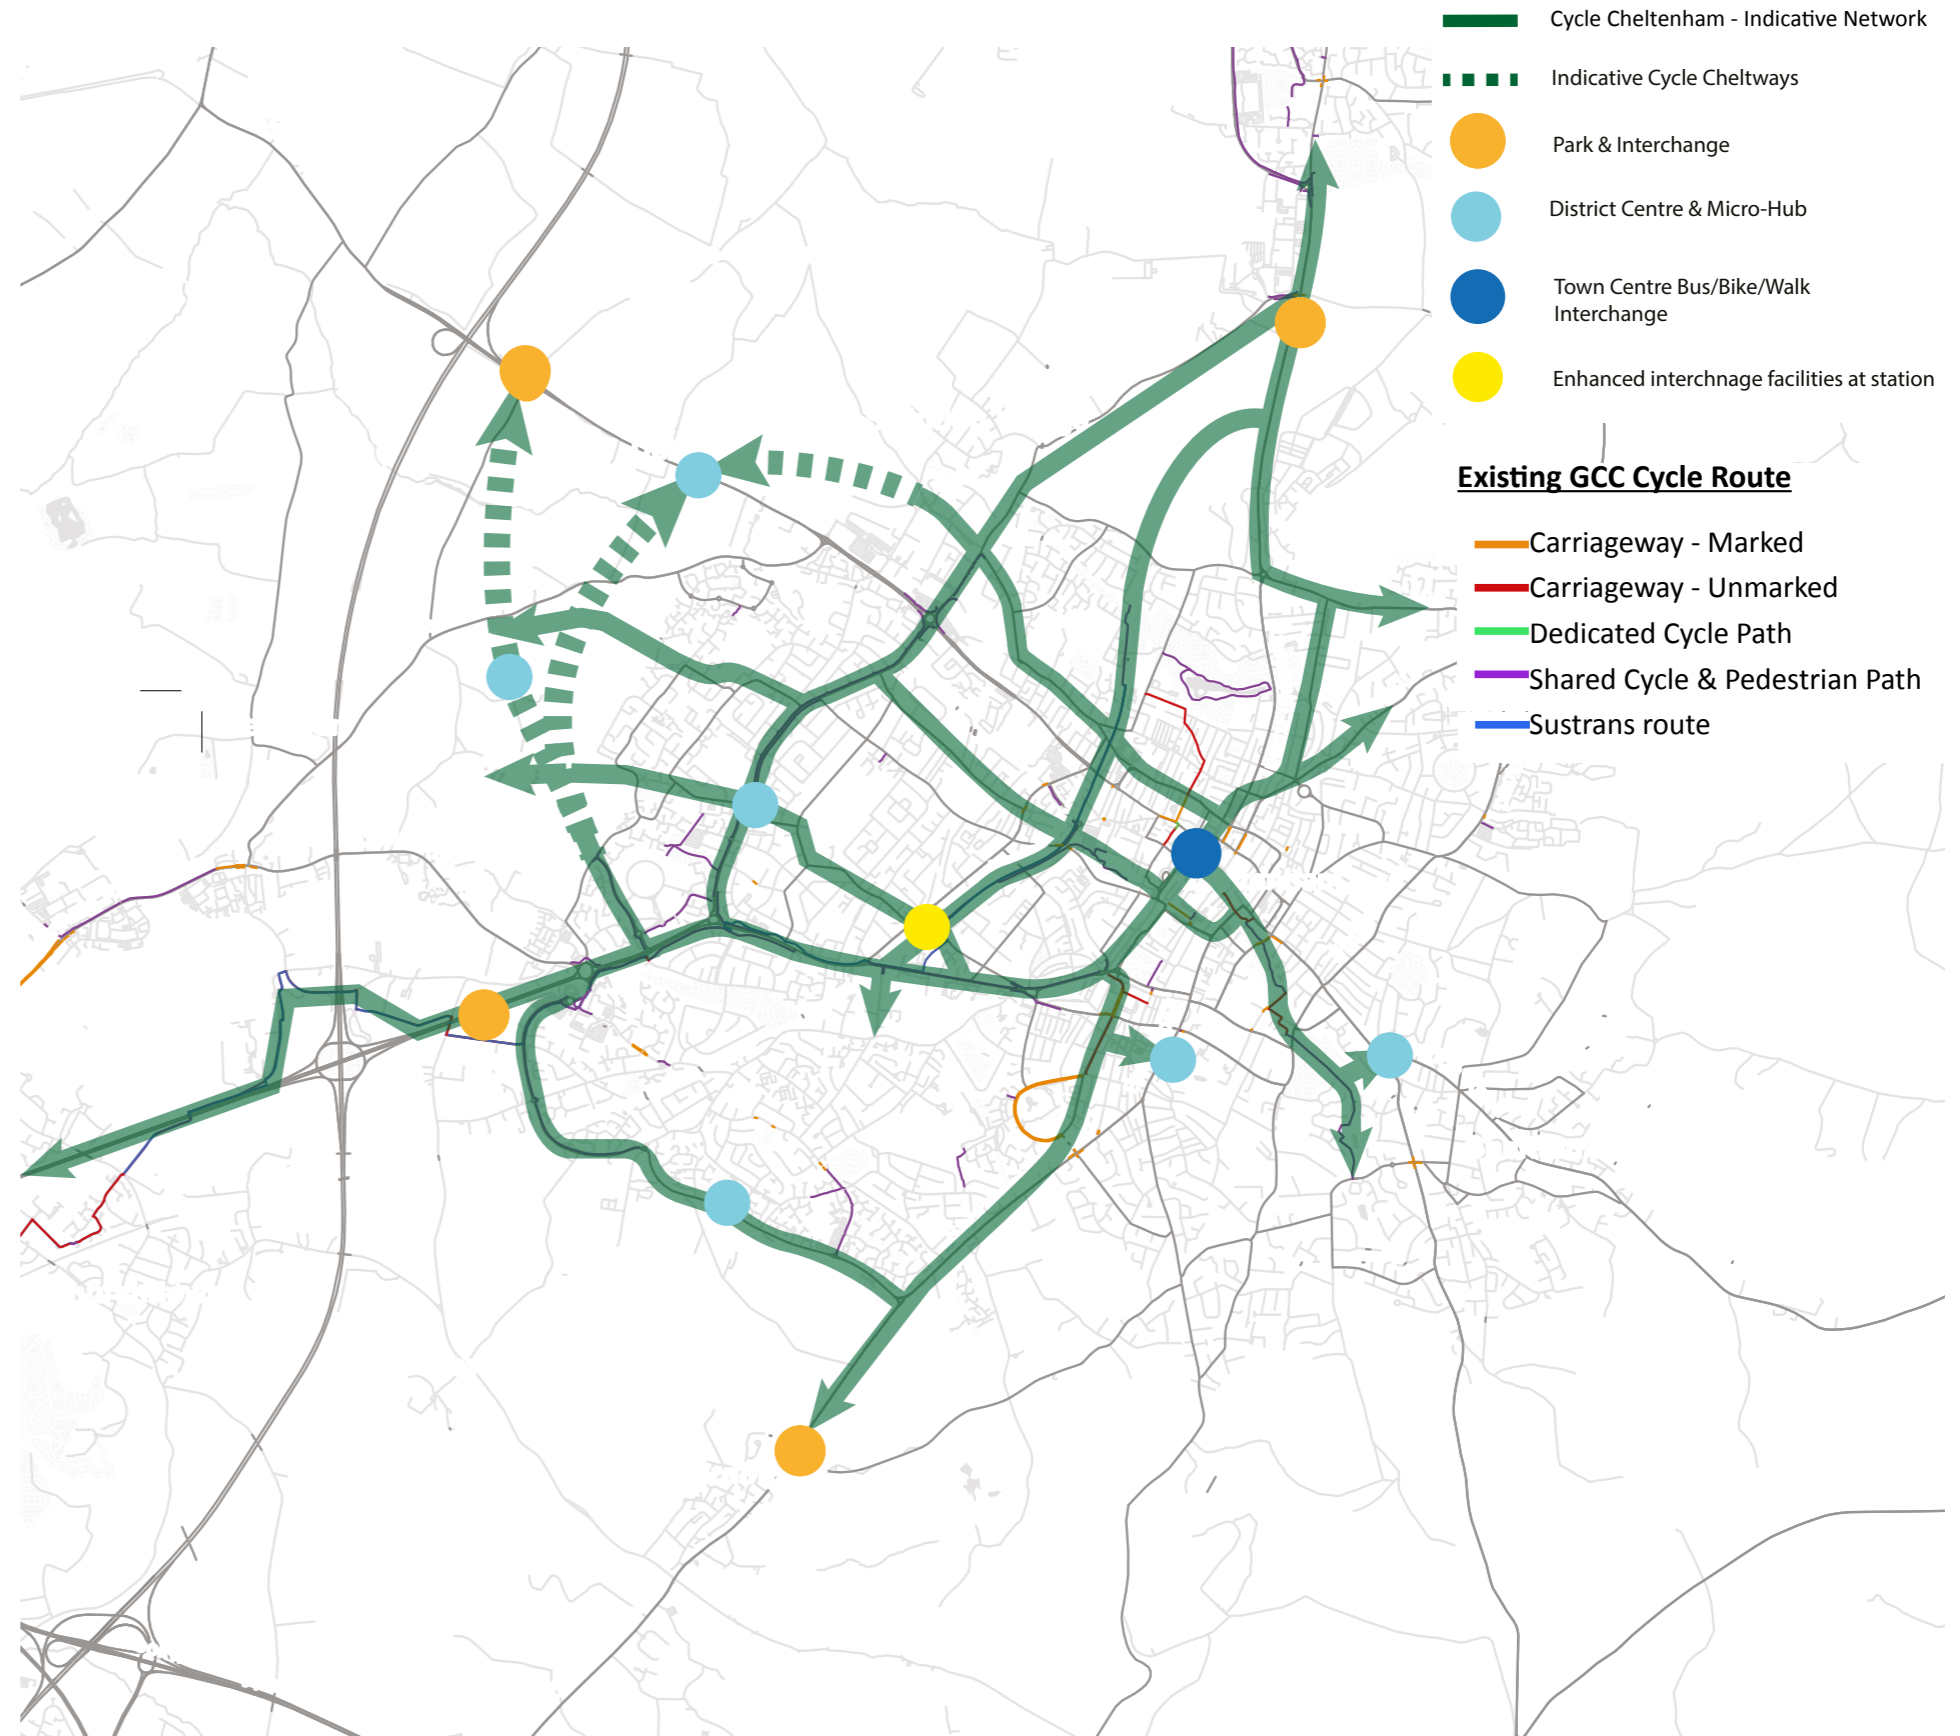 Cycle Cheltenham - Indicative Network
Indicative Cycle Cheltways
Park & Interchange
District Centre & Micro-Hub
Town Centre Bus/Bike/Walk
Interchange
Enhanced interchnage facilities at station
Existing GCC Cycle Route
Carriageway - Marked
Carriageway - Unmarked
Dedicated Cycle Path
Shared Cycle & Pedestrian Path
Sustrans route